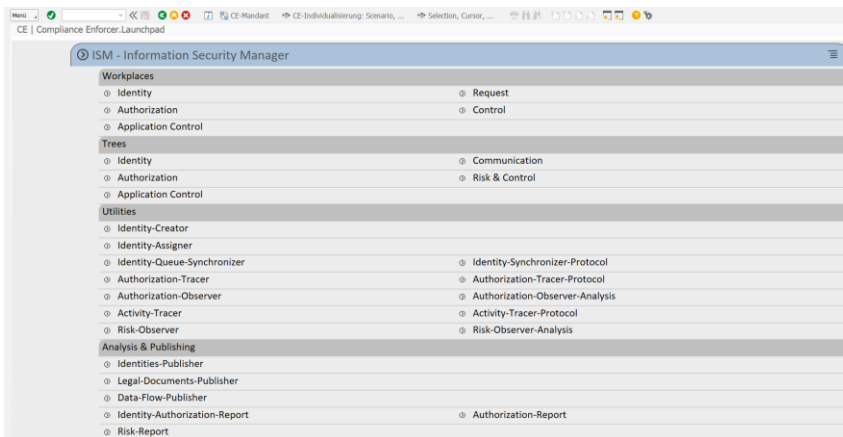 Menü CE-Mandant CE-Individualisierung: Scenario, ... Selection, Cursor, ...
CE | Compliance Enforcer.Launchpad
ISM - Information Security Manager
Workplaces
Identity Request
Authorization Control
Application Control
Trees
Identity Communication
Authorization Risk & Control
Application Control
Utilities
Identity-Creator
Identity-Assigner
Identity-Queue-Synchronizer Identity-Synchronizer-Protocol
Authorization-Tracer Authorization-Tracer-Protocol
Authorization-Observer Authorization-Observer-Analysis
Activity-Tracer Activity-Tracer-Protocol
Risk-Observer Risk-Observer-Analysis
Analysis & Publishing
Identities-Publisher
Legal-Documents-Publisher
Data-Flow-Publisher
Identity-Authorization-Report Authorization-Report
Risk-Report